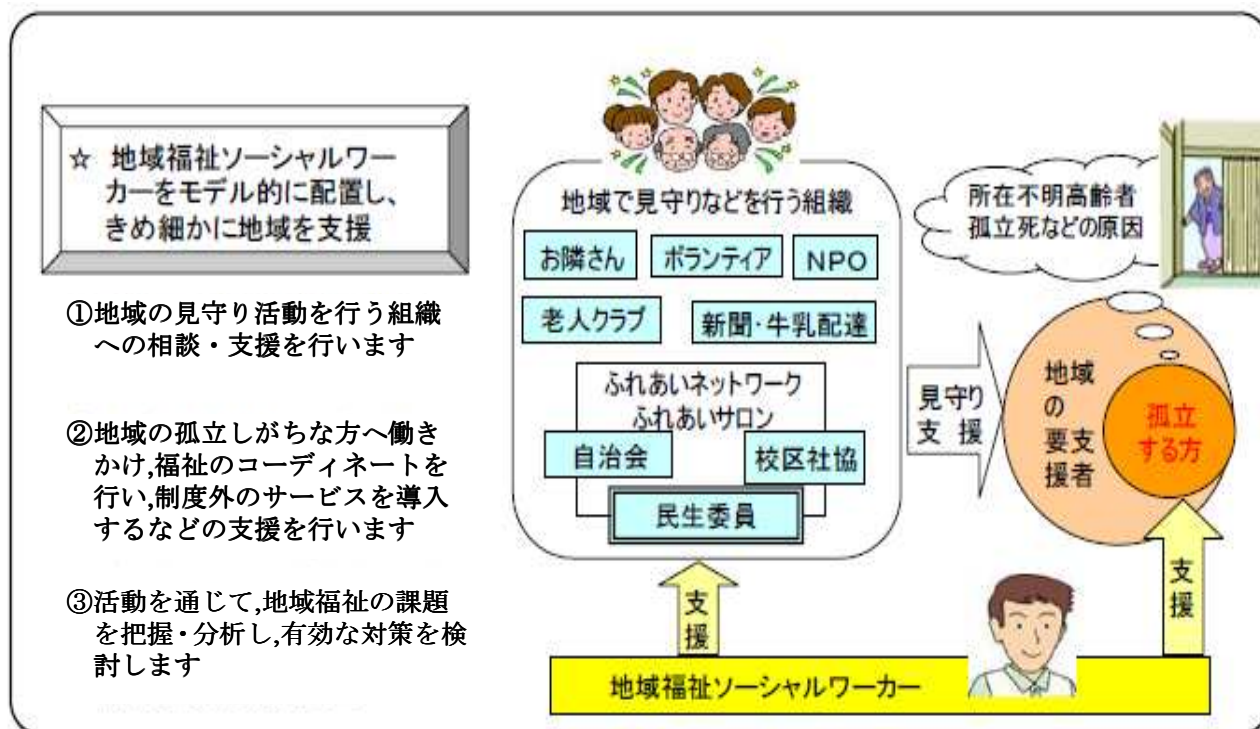 ☆ 地域福祉ソーシャルワー
カーをモデル的に配置し、
きめ細かに地域を支援
①地域の見守り活動を行う組織
への相談・支援を行います
②地域の孤立しがちな方へ働き
かけ,福祉のコーディネートを
行い,制度外のサービスを導入
するなどの支援を行います
③活動を通じて,地域福祉の課題
を把握・分析し,有効な対策を検
討します
地域で見守りなどを行う組織
お隣さん
ボランティア
NPO
老人クラブ
新聞・牛乳配達
ふれあいネットワーク
ふれあいサロン
自治会
校区社協
民生委員
見守り
支援
所在不明高齢者
孤立死などの原因
地域
の
要支
援者
孤立
する方
支援
支援
地域福祉ソーシャルワーカー